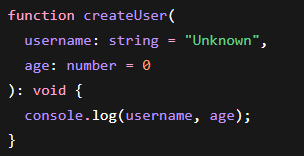 function createUser(
  username: string = "Unknown",
  age: number = 0
): void {
  console.log(username, age);
}